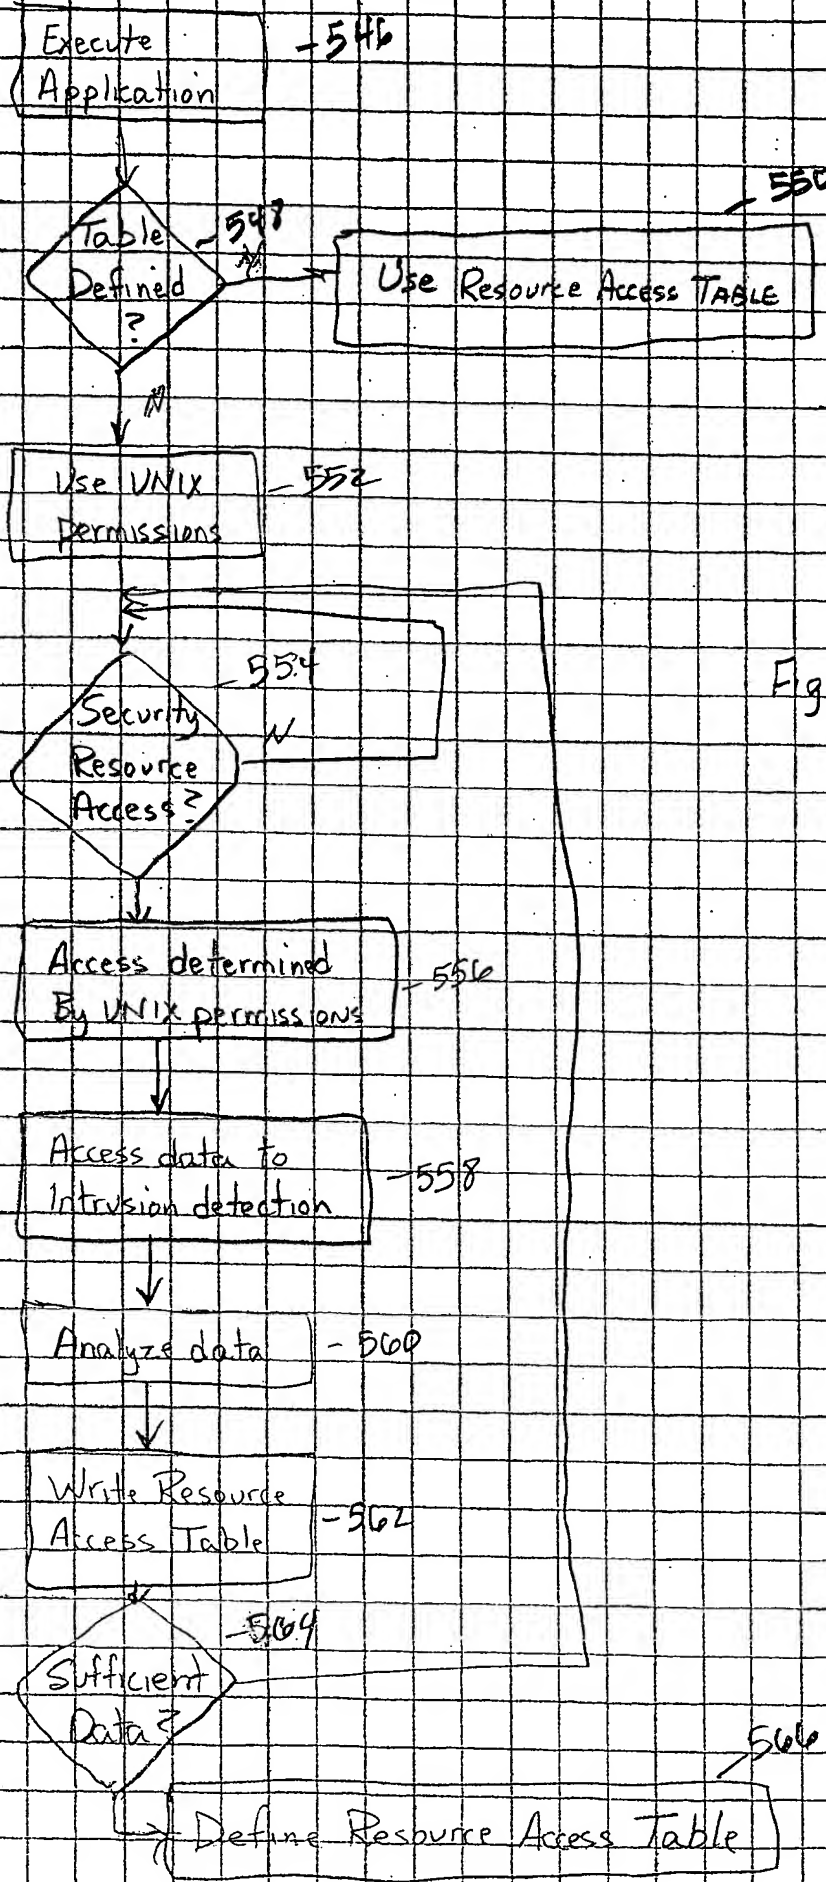 Execute
Application
-546
Table
Defined
?
-548
550
Use Resource Access TABLE
N
Use UNIX
permissions
-552
Security
Resource
Access?
-554
N
Fig
Access determined
By UNIX permissions
-556
Access data to
Intrusion detection
-558
Analyze data
-560
Write Resource
Access Table
-562
Sufficient
Data?
-564
566
Define Resource Access Table